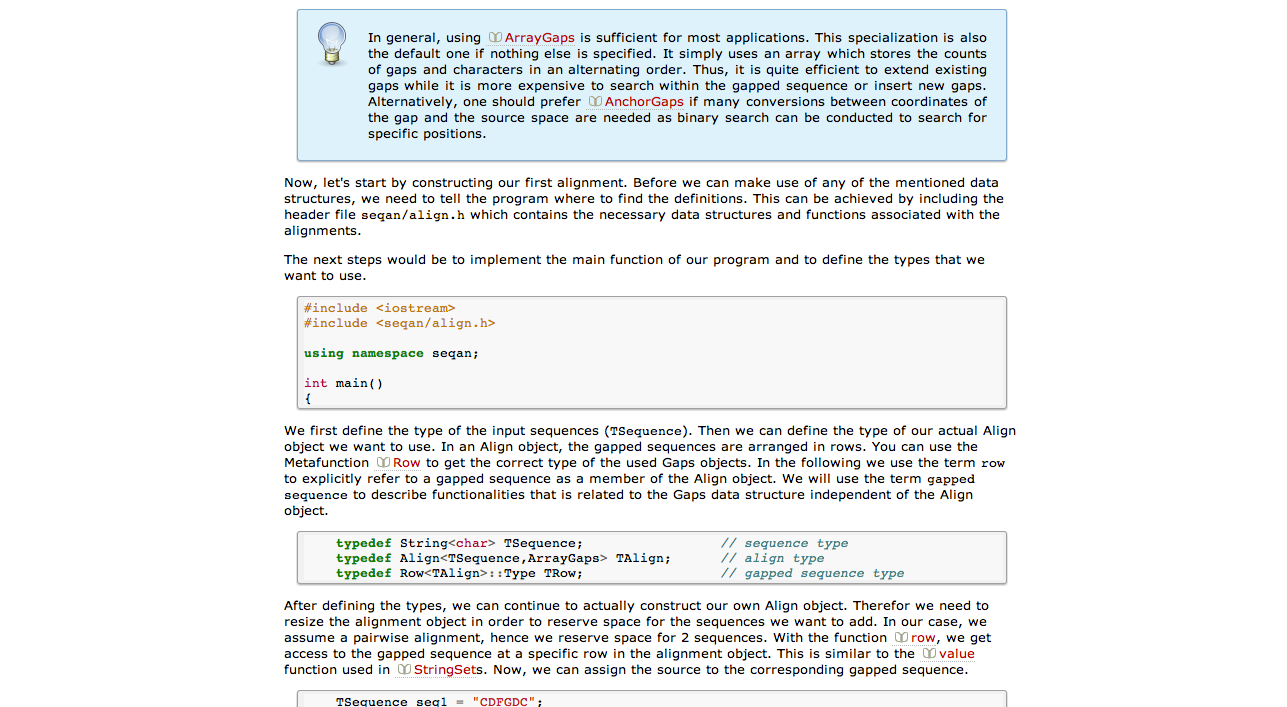 In general, using ArrayGaps is sufficient for most applications. This specialization is also
the default one if nothing else is specified. It simply uses an array which stores the counts
of gaps and characters in an alternating order. Thus, it is quite efficient to extend existing
gaps while it is more expensive to search within the gapped sequence or insert new gaps.
Alternatively, one should prefer AnchorGaps if many conversions between coordinates of
the gap and the source space are needed as binary search can be conducted to search for
specific positions.
Now, let's start by constructing our first alignment. Before we can make use of any of the mentioned data
structures, we need to tell the program where to find the definitions. This can be achieved by including the
header file seqan/align.h which contains the necessary data structures and functions associated with the
alignments.
The next steps would be to implement the main function of our program and to define the types that we
want to use.
#include <iostream>
#include <seqan/align.h>
using namespace seqan;
int main()
{
We first define the type of the input sequences (TSequence). Then we can define the type of our actual Align
object we want to use. In an Align object, the gapped sequences are arranged in rows. You can use the
Metafunction Row to get the correct type of the used Gaps objects. In the following we use the term row
to explicitly refer to a gapped sequence as a member of the Align object. We will use the term gapped
sequence to describe functionalities that is related to the Gaps data structure independent of the Align
object.
typedef String<char> TSequence; // sequence type
typedef Align<TSequence,ArrayGaps> TAlign; // align type
typedef Row<TAlign>::Type TRow; // gapped sequence type
After defining the types, we can continue to actually construct our own Align object. Therefor we need to
resize the alignment object in order to reserve space for the sequences we want to add. In our case, we
assume a pairwise alignment, hence we reserve space for 2 sequences. With the function row, we get
access to the gapped sequence at a specific row in the alignment object. This is similar to the value
function used in StringSets. Now, we can assign the source to the corresponding gapped sequence.
TSequence seq1 = "CDFGDC";